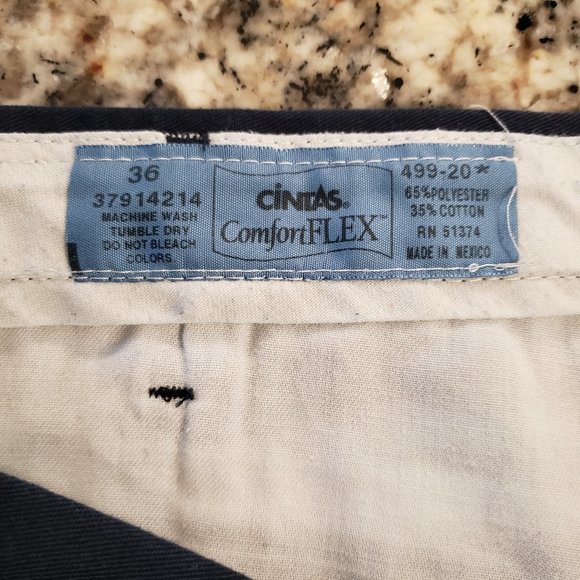 36
37914214
MACHINE WASH
TUMBLE DRY
DO NOT BLEACH
COLORS
CINTAS®
ComfortFLEX™
499-20*
65%POLYESTER
35% COTTON
RN 51374
MADE IN MEXICO